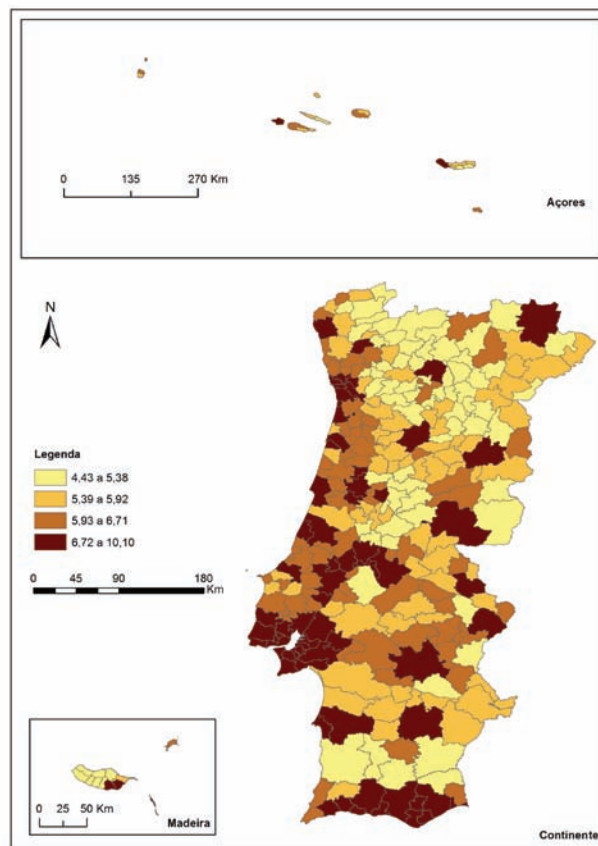 0 135 270 Km
Açores
N
Legenda
4,43 a 5,38
5,39 a 5,92
5,93 a 6,71
6,72 a 10,10
0 45 90 180
Km
0 25 50 Km
Madeira
Continente